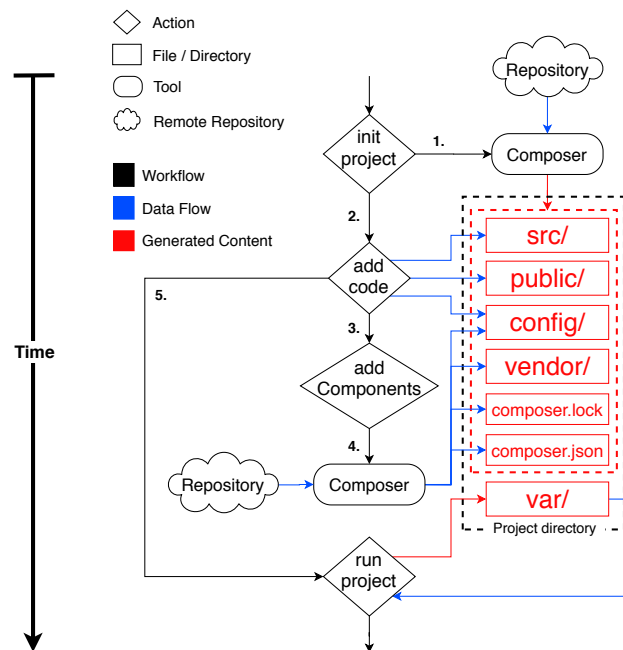 Action
File / Directory
Tool
Remote Repository
Workflow
Data Flow
Generated Content
Time
Repository
init
project
1.
Composer
2.
src/
add
code
public/
5.
3.
config/
add
Components
vendor/
composer.lock
4.
composer.json
Repository
Composer
var/
Project directory
run
project